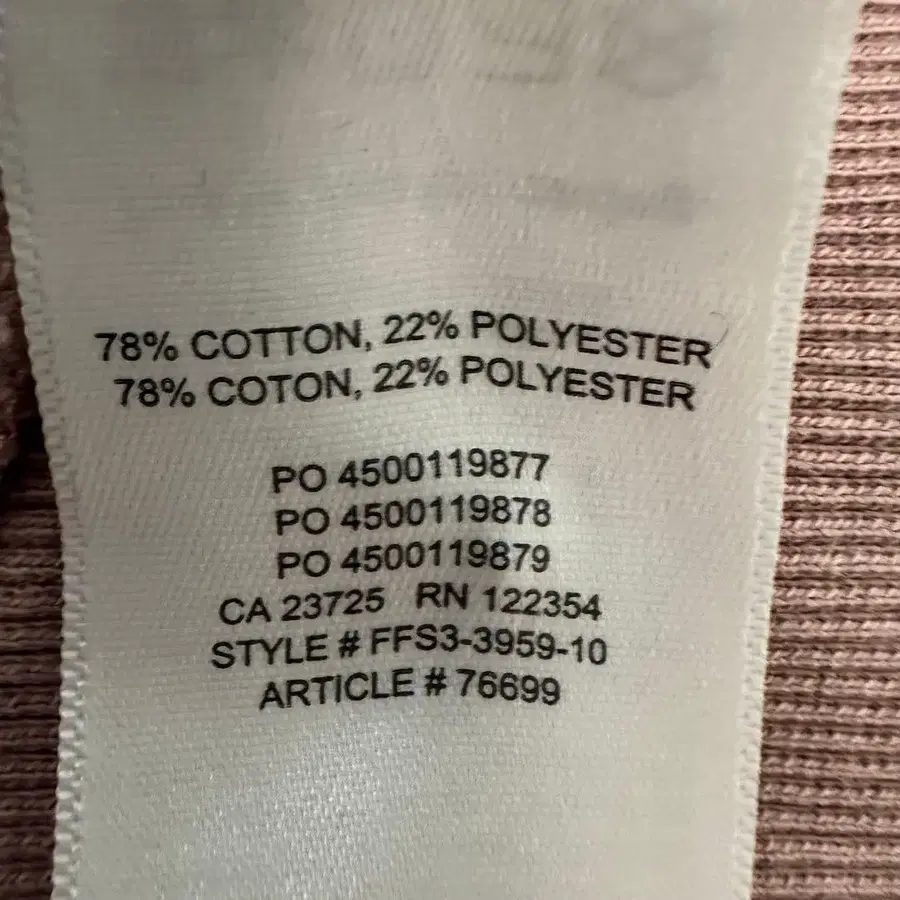 78% COTTON, 22% POLYESTER
78% COTON, 22% POLYESTER
PO 4500119877
PO 4500119878
PO 4500119879
CA 23725 RN 122354
STYLE # FFS3-3959-10
ARTICLE # 76699